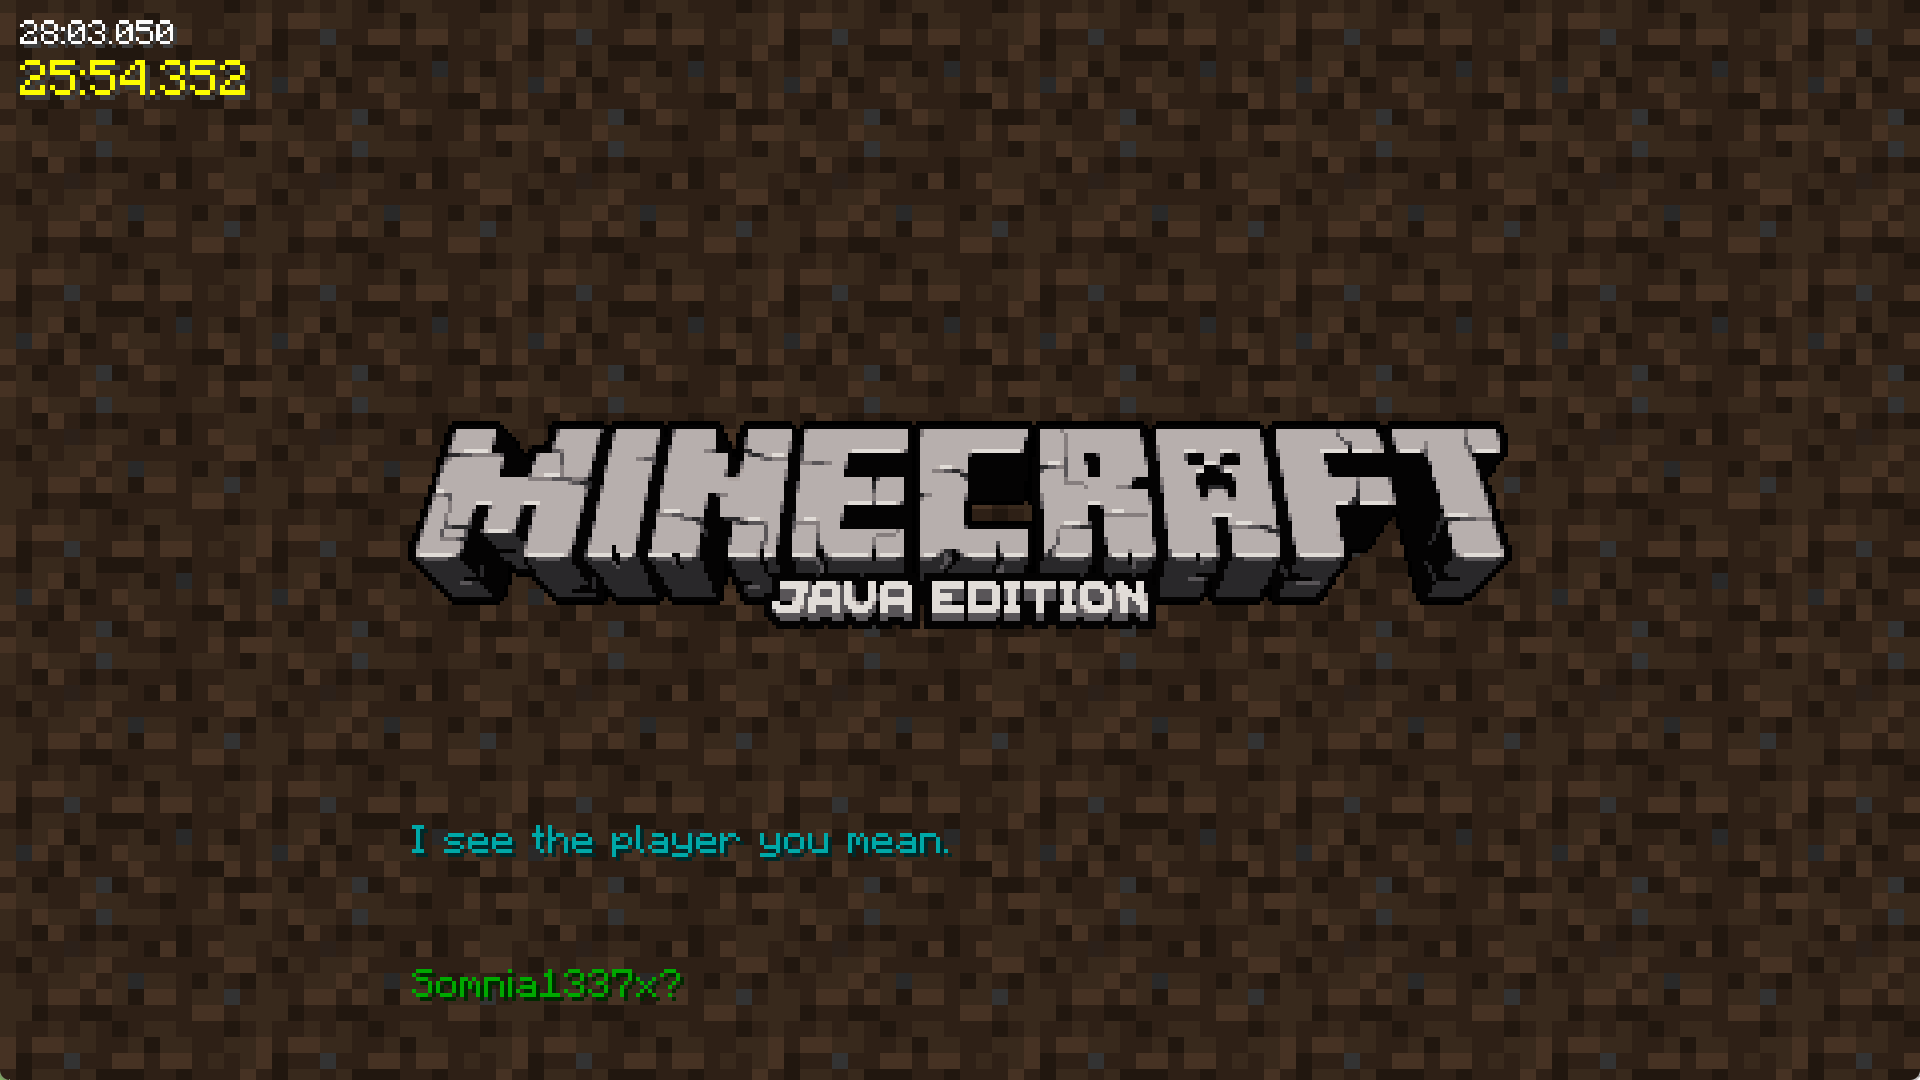 28:03.050
25:54.352
MINECRAFT
JAVA EDITION
I see the player you mean.
Somnia1337x?